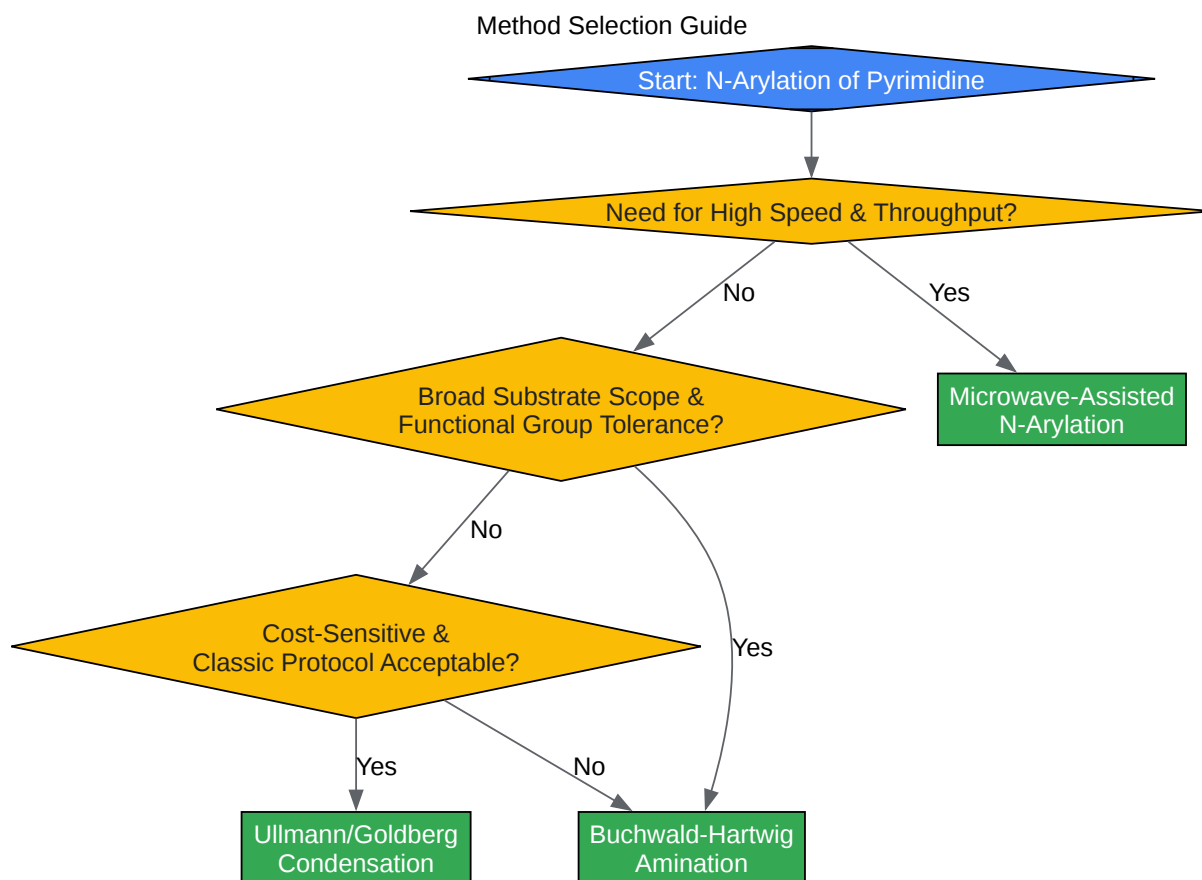 Method Selection Guide
Start: N-Arylation of Pyrimidine
Need for High Speed & Throughput?
No
Yes
Broad Substrate Scope &
Functional Group Tolerance?
Microwave-Assisted
N-Arylation
No
Yes
Cost-Sensitive &
Classic Protocol Acceptable?
Yes
No
Ullmann/Goldberg
Condensation
Buchwald-Hartwig
Amination